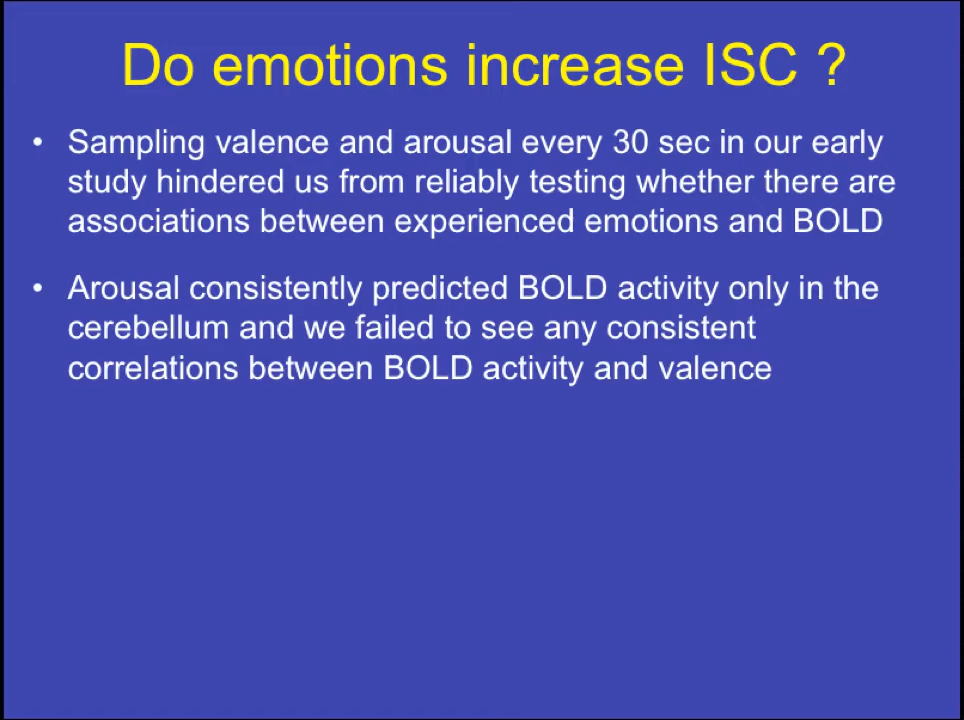 Do emotions increase ISC ?
• Sampling valence and arousal every 30 sec in our early
study hindered us from reliably testing whether there are
associations between experienced emotions and BOLD
• Arousal consistently predicted BOLD activity only in the
cerebellum and we failed to see any consistent
correlations between BOLD activity and valence